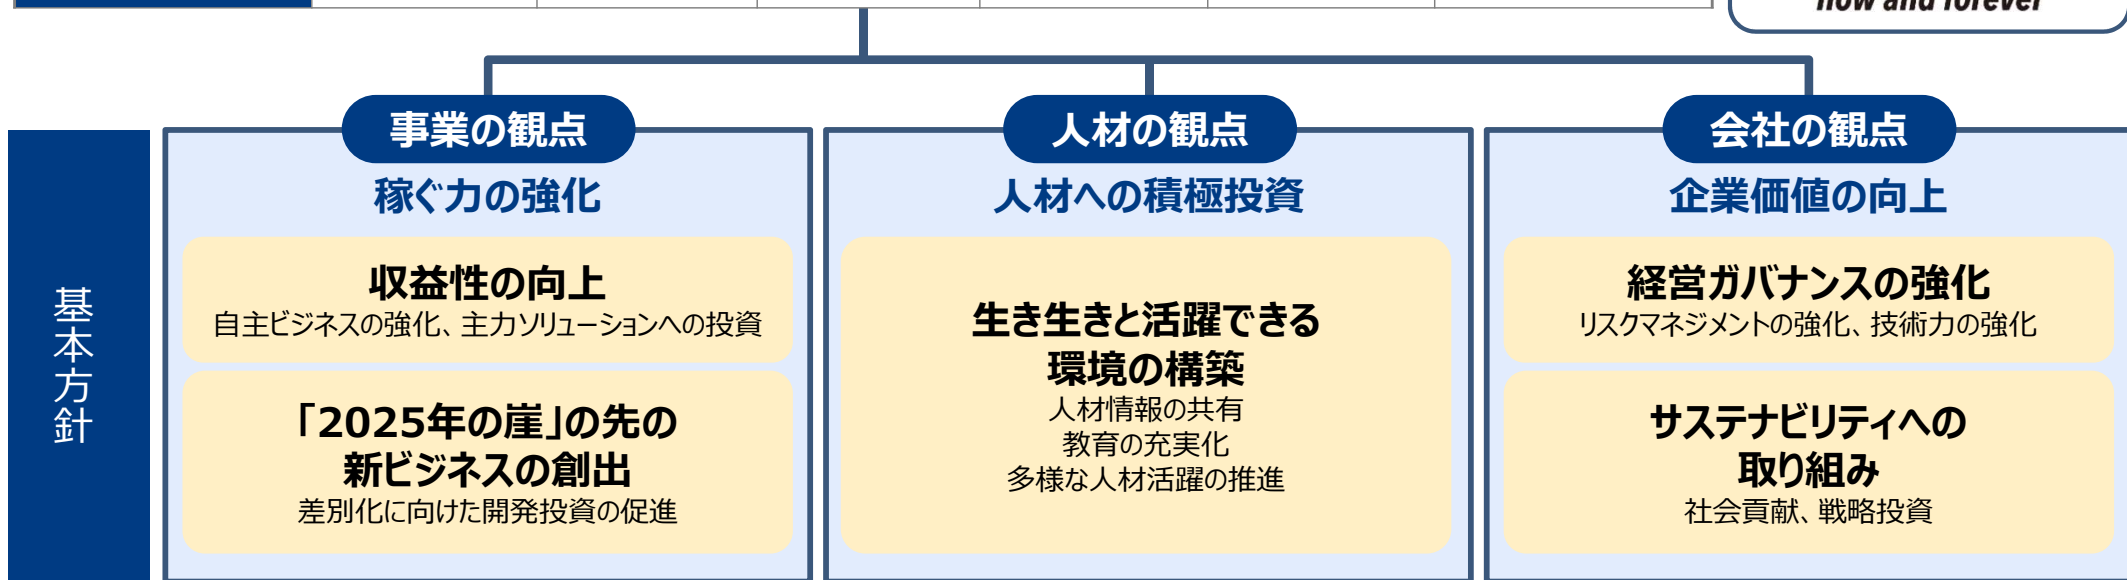 now and forever
基本方針
事業の観点
稼ぐ力の強化
収益性の向上
自主ビジネスの強化、主力ソリューションへの投資
「2025年の崖」の先の
新ビジネスの創出
差別化に向けた開発投資の促進
人材の観点
人材への積極投資
生き生きと活躍できる
環境の構築
人材情報の共有
教育の充実化
多様な人材活躍の推進
会社の観点
企業価値の向上
経営ガバナンスの強化
リスクマネジメントの強化、技術力の強化
サステナビリティへの
取り組み
社会貢献、戦略投資